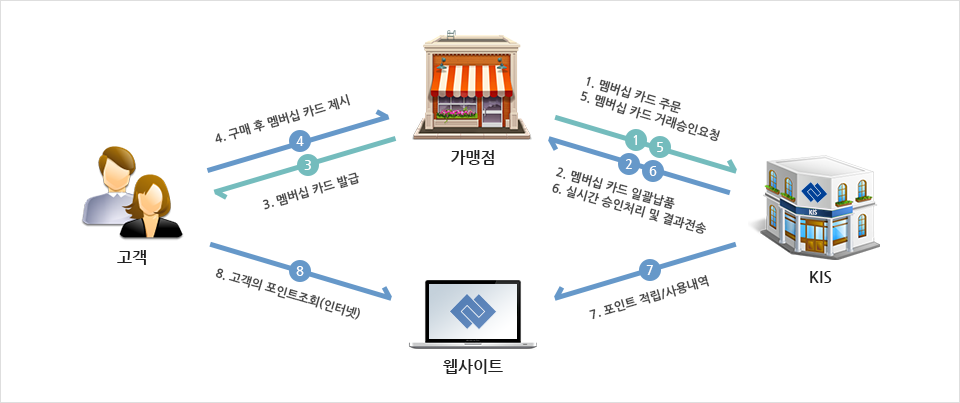 1. 멤버십 카드 주문
5. 멤버십 카드 거래승인요청
4. 구매 후 멤버십 카드 제시
4
3
1 5
2 6
가맹점
3. 멤버십 카드 발급
2. 멤버십 카드 일괄납품
6. 실시간 승인처리 및 결과전송
KIS
고객
KIS
8
7
8. 고객의 포인트조회(인터넷)
7. 포인트 적립/사용내역
웹사이트